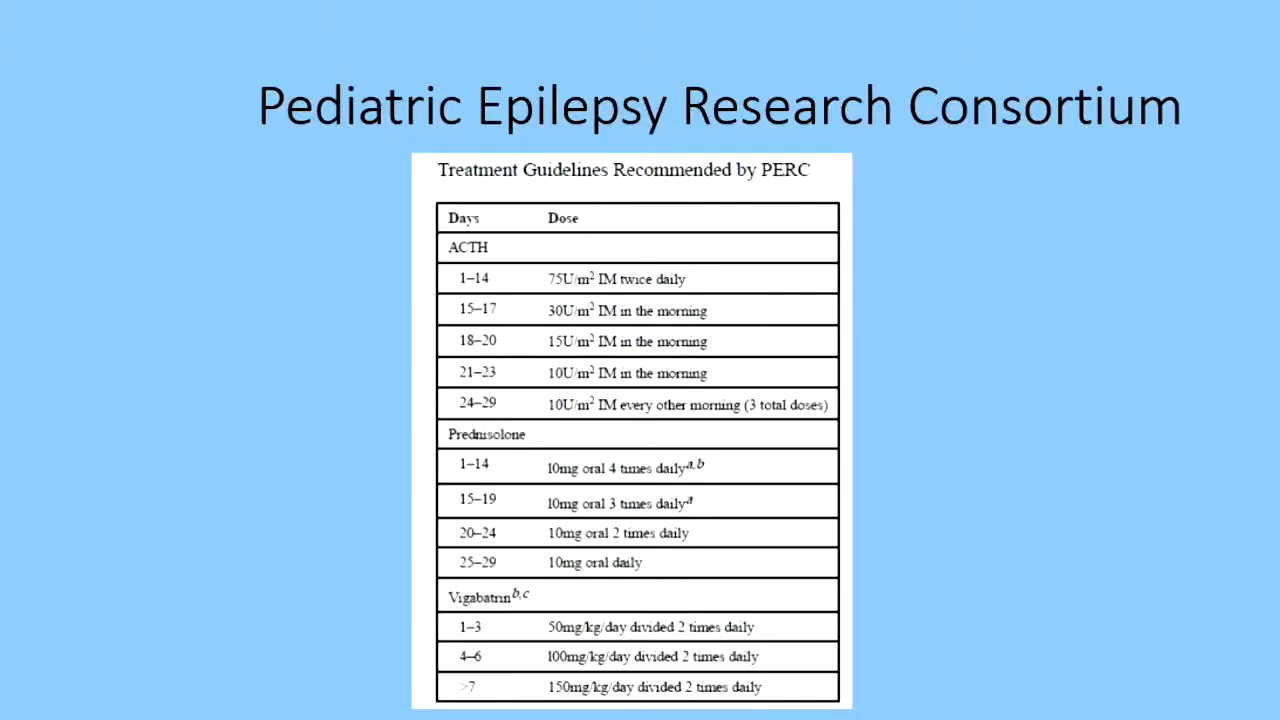 Pediatric Epilepsy Research Consortium
Treatment Guidelines Recommended by PERC
Days Dose
ACTH
1–14 75U/m² IM twice daily
15–17 30U/m² IM in the morning
18–20 15U/m² IM in the morning
21–23 10U/m² IM in the morning
24–29 10U/m² IM every other morning (3 total doses)
Prednisolone
1–14 10mg oral 4 times daily a,b
15–19 10mg oral 3 times daily a
20–24 10mg oral 2 times daily
25–29 10mg oral daily
Vigabatrin b,c
1–3 50mg/kg/day divided 2 times daily
4–6 100mg/kg/day divided 2 times daily
>7 150mg/kg/day divided 2 times daily